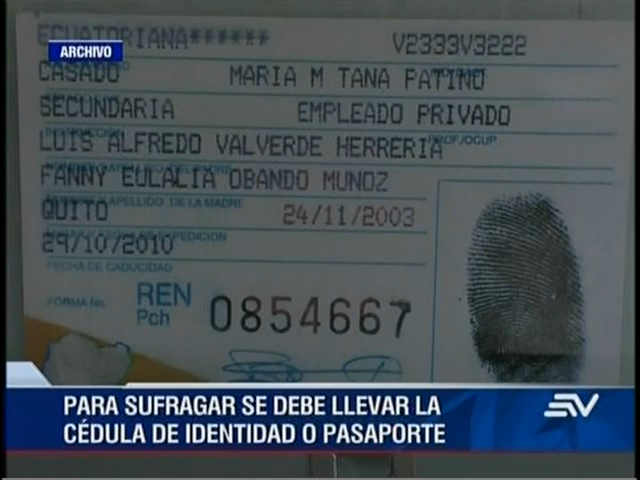 ECUATORIANA****** V2333V3222
ARCHIVO
CASADO MARIA M TANA PATINO
SECUNDARIA EMPLEADO PRIVADO
INSTRUCCIÓN PROF/OCUP
LUIS ALFREDO VALVERDE HERRERIA
FANNY EULALIA OBANDO MUNOZ
Y APELLIDO DE LA MADRE
QUITO 24/11/2003
29/10/2010
FECHA DE CADUCIDAD
FORMA No. REN
Pch 0854667
PARA SUFRAGAR SE DEBE LLEVAR LA
CÉDULA DE IDENTIDAD O PASAPORTE